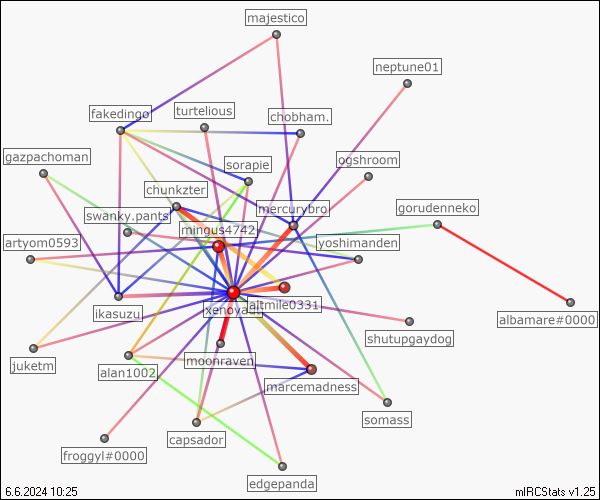 majestico
neptune01
fakedingo
turtelious
chobham.
gazpachoman
sorapie
ogshroom
chunkzter
swanky.pants
mercurybro
gorudenneko
mingus4742
artyom0593
yoshimanden
ikasuzu
xenovast
altmile0331
albamare#0000
shutupgaydog
juketm
alan1002
moonraven
marcemadness
capsador
somass
froggyl#0000
edgepanda
6.6.2024 10:25
mIRCStats v1.25